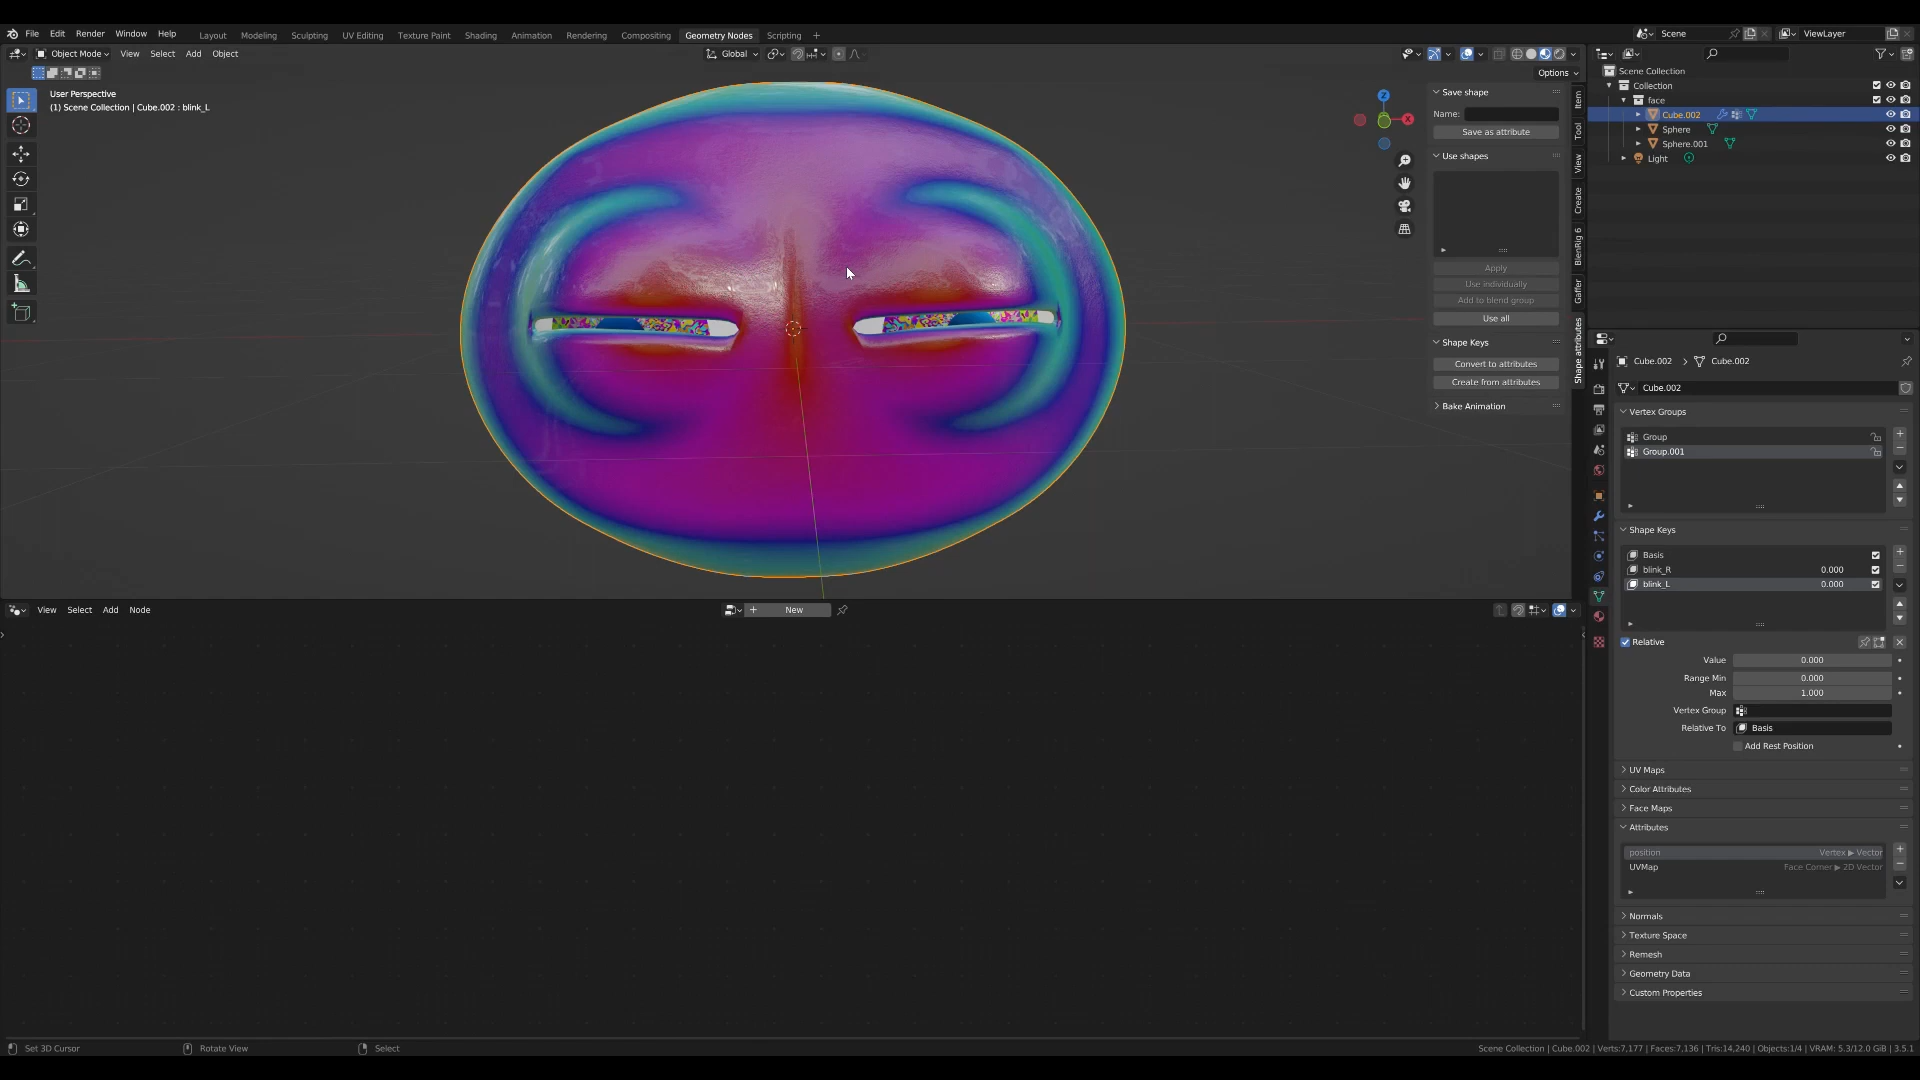 File Edit Render Window Help Layout Modeling Sculpting UV Editing Texture Paint Shading Animation Rendering Compositing Geometry Nodes Scripting + Scene ViewLayer
Object Mode View Select Add Object Global
Options
User Perspective
(1) Scene Collection | Cube.002 : blink_L
Z
X
Save shape
Name:
Save as attribute
Use shapes
Apply
Use individually
Add to blend group
Use all
Shape Keys
Convert to attributes
Create from attributes
Bake Animation
Item
Tool
View
Create
BlenRig 6
Gaffer
Shape attributes
Scene Collection
Collection
face
Cube.002
Sphere
Sphere.001
Light
Cube.002 > Cube.002
Cube.002
Vertex Groups
Group
Group.001
Shape Keys
Basis
blink_R 0.000
blink_L 0.000
Relative
Value 0.000
Range Min 0.000
Max 1.000
Vertex Group
Relative To Basis
Add Rest Position
UV Maps
Color Attributes
Face Maps
Attributes
position Vertex ▶ Vector
UVMap Face Corner ▶ 2D Vector
Normals
Texture Space
Remesh
Geometry Data
Custom Properties
View Select Add Node + New
Set 3D Cursor Rotate View Select
Scene Collection | Cube.002 | Verts:7,177 | Faces:7,136 | Tris:14,240 | Objects:1/4 | VRAM: 5.3/12.0 GiB | 3.5.1